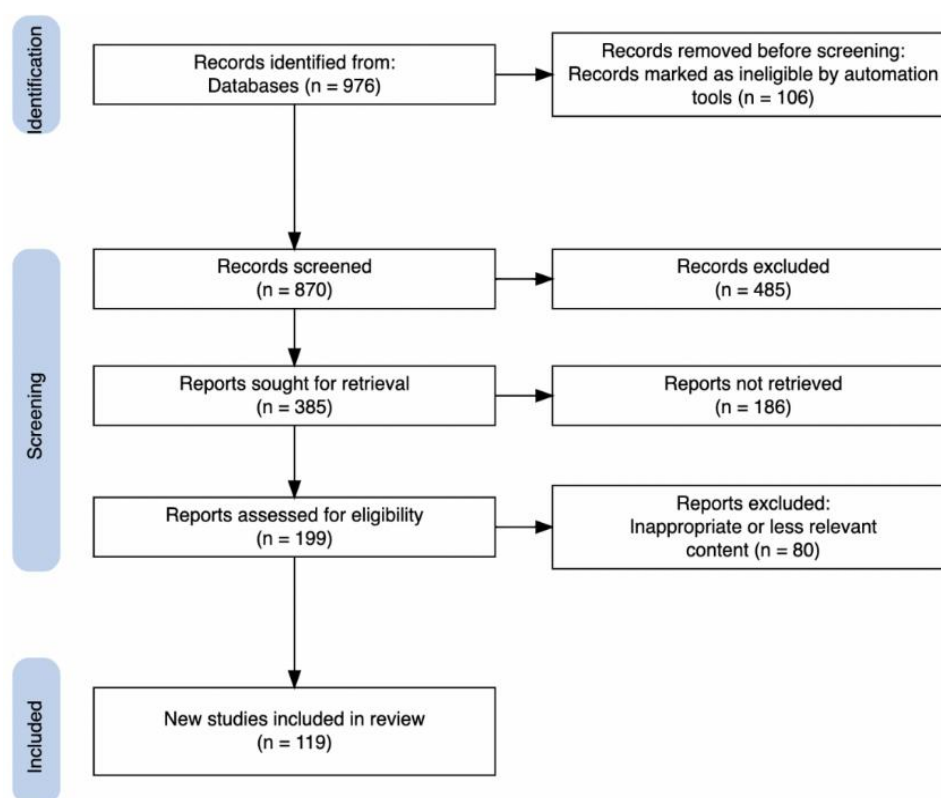 Identification
Records identified from:
Databases (n = 976)
Records removed before screening:
Records marked as ineligible by automation
tools (n = 106)
Screening
Records screened
(n = 870)
Records excluded
(n = 485)
Reports sought for retrieval
(n = 385)
Reports not retrieved
(n = 186)
Reports assessed for eligibility
(n = 199)
Reports excluded:
Inappropriate or less relevant
content (n = 80)
Included
New studies included in review
(n = 119)